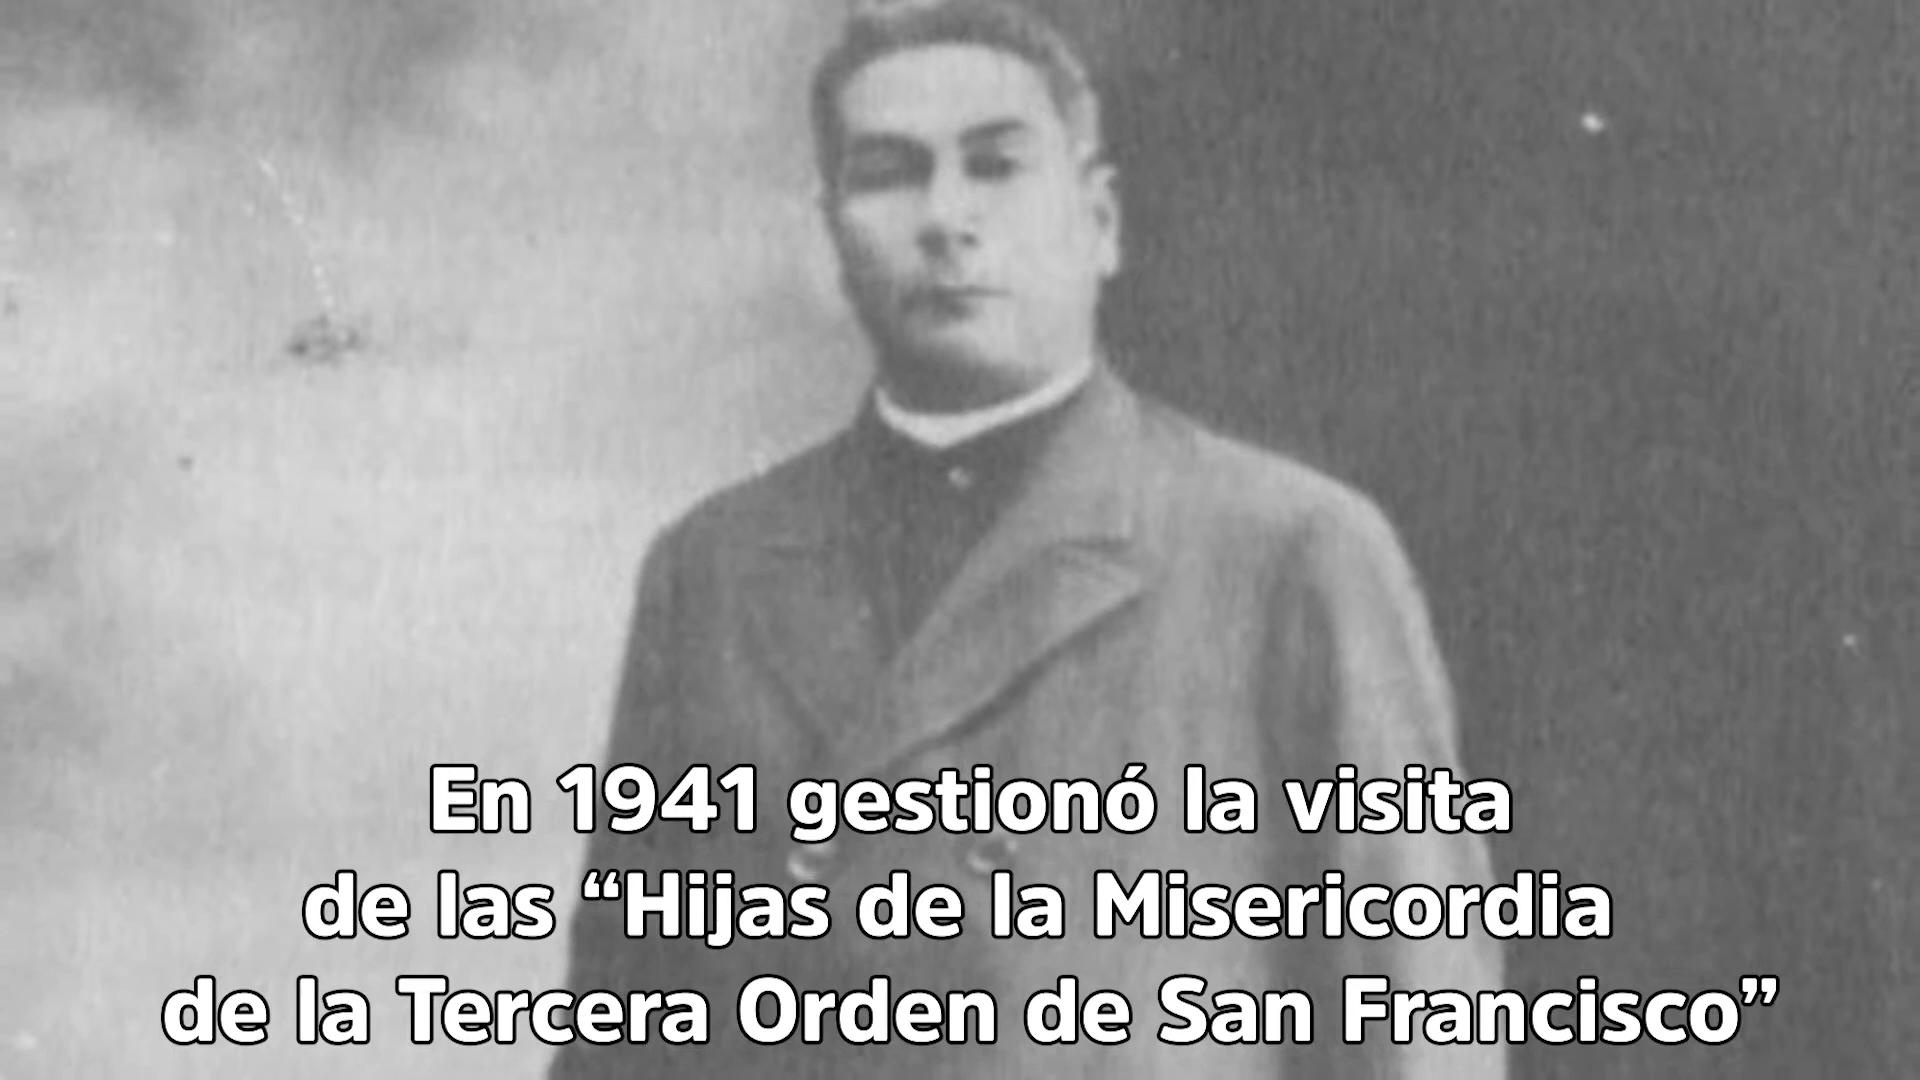 En 1941 gestionó la visita
de las “Hijas de la Misericordia
de la Tercera Orden de San Francisco”